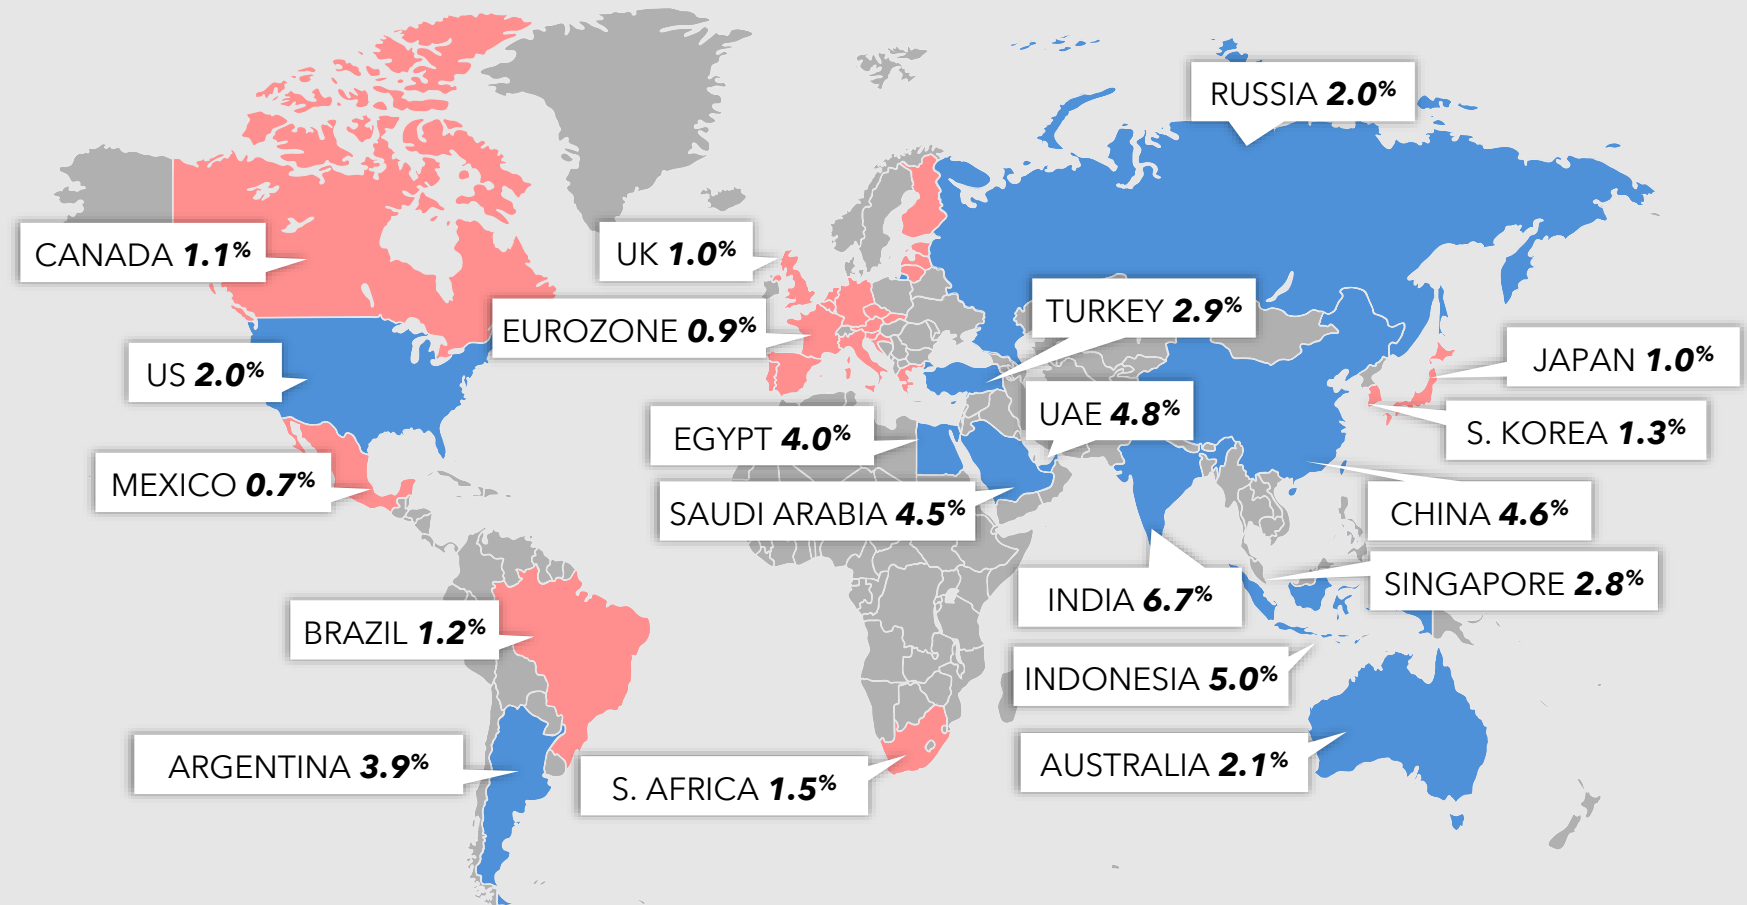 RUSSIA 2.0%
CANADA 1.1%
UK 1.0%
TURKEY 2.9%
EUROZONE 0.9%
JAPAN 1.0%
US 2.0%
UAE 4.8%
S. KOREA 1.3%
EGYPT 4.0%
MEXICO 0.7%
SAUDI ARABIA 4.5%
CHINA 4.6%
SINGAPORE 2.8%
INDIA 6.7%
BRAZIL 1.2%
INDONESIA 5.0%
ARGENTINA 3.9%
AUSTRALIA 2.1%
S. AFRICA 1.5%